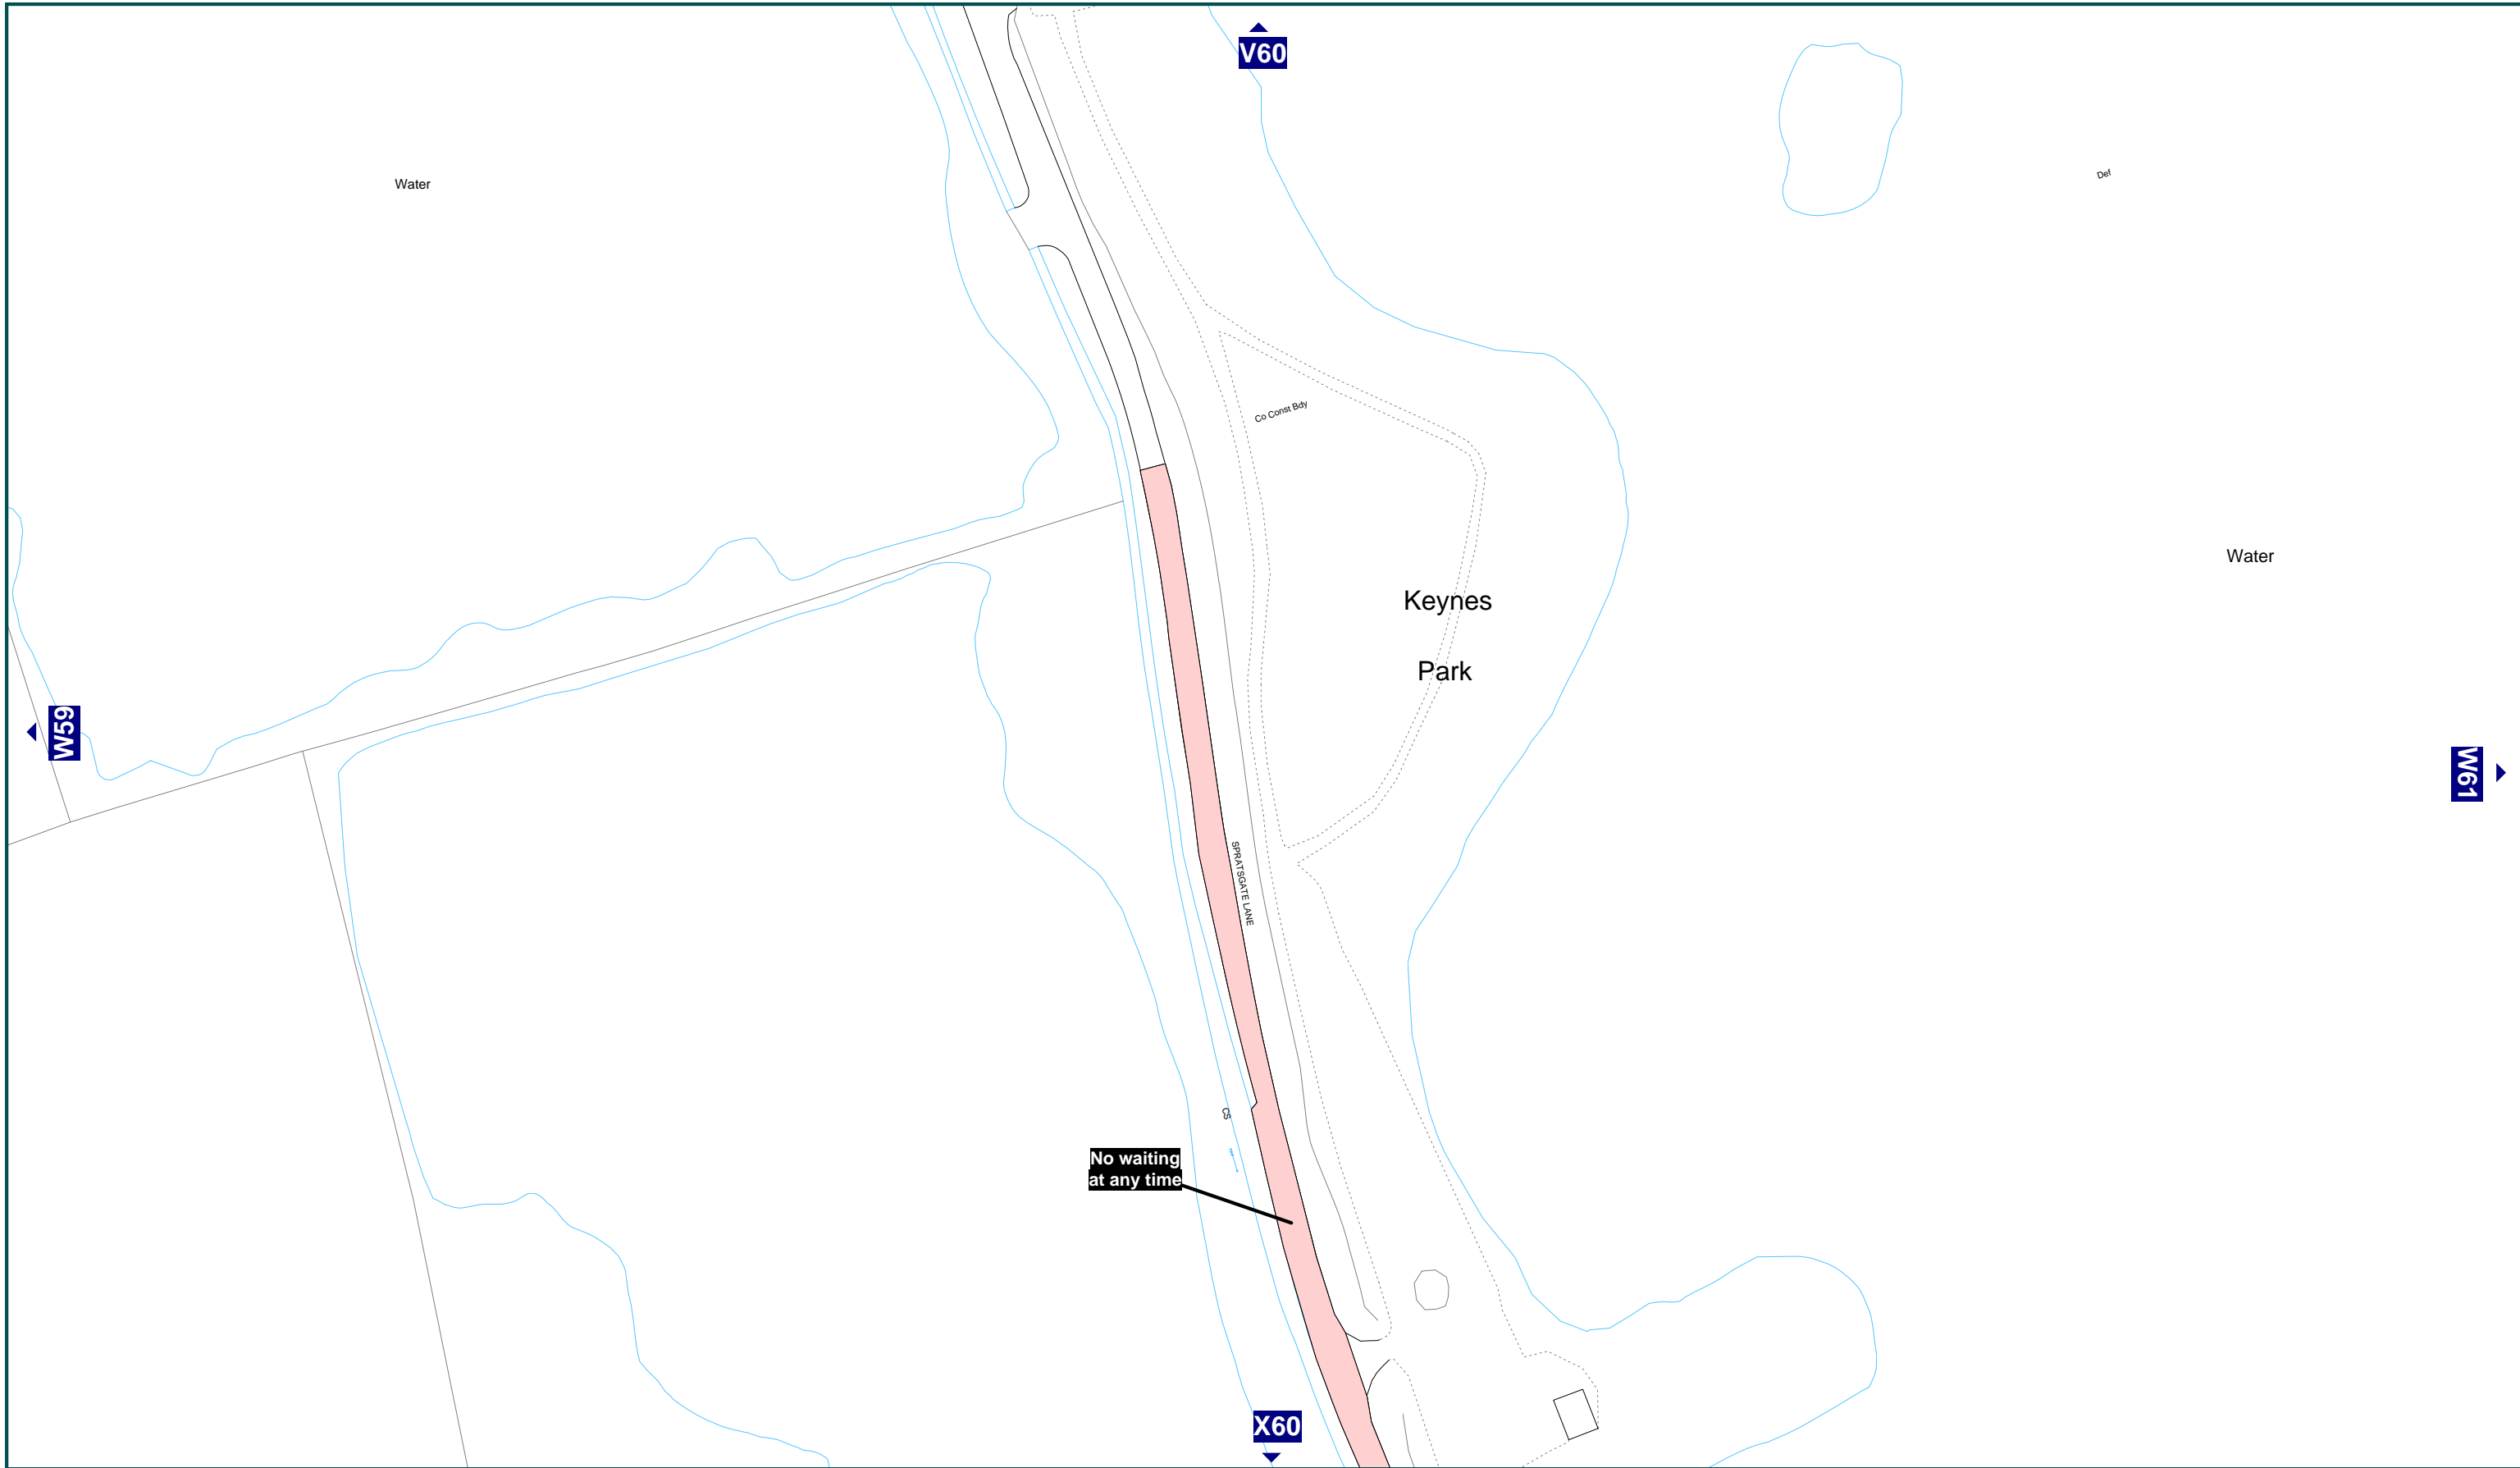 V60
Water
Def
Co Const Bdy
Water
Keynes
Park
W59
W61
SPRATSGATE LANE
CS
No waiting
at any time
X60